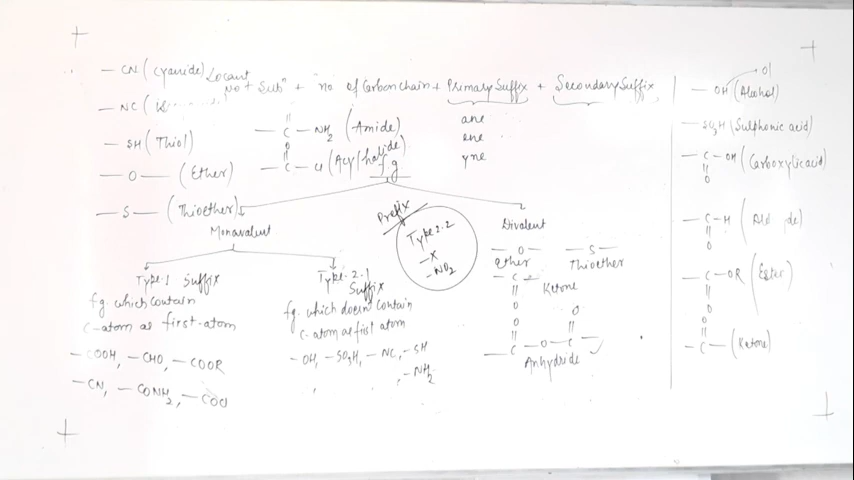 — CN (Cyanide)
— NC (
— SH (Thiol)
— O — (Ether)
— S — (Thioether)
Locant No + Subⁿ + no of Carbon chain + Primary Suffix + Secondary Suffix
ane
ene
yne
— C — NH₂ (Amide)
O
— C — Cl (Acyl halide)
fg
Monovalent
Divalent
Prefix
Type 2.2
— X
— NO₂
Type-1 Suffix
fg. which contain
C-atom as first-atom
— COOH, — CHO, — COOR
— CN, — CONH₂, — COCl
Type-2.1
Suffix
fg. which doesn't contain
C-atom as first atom
— OH, — SO₃H, — NC, — SH
, — NH₂
— O —
Ether
— S —
Thioether
— C —
O
Ketone
O
O
— C — O — C —
Anhydride
ol
— OH (Alcohol)
— SO₃H (Sulphonic acid)
— C — OH (Carboxylic acid)
O
— C — H
O
— C — OR (Ester)
O
O
— C — (Ketone)